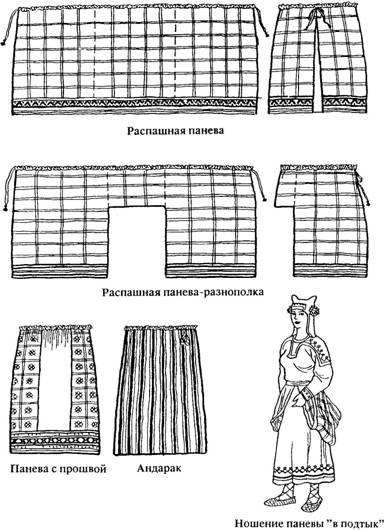 Распашная панева
Распашная панева-разнополка
Панева с прошвой
Андарак
Ношение паневы "в подтык"